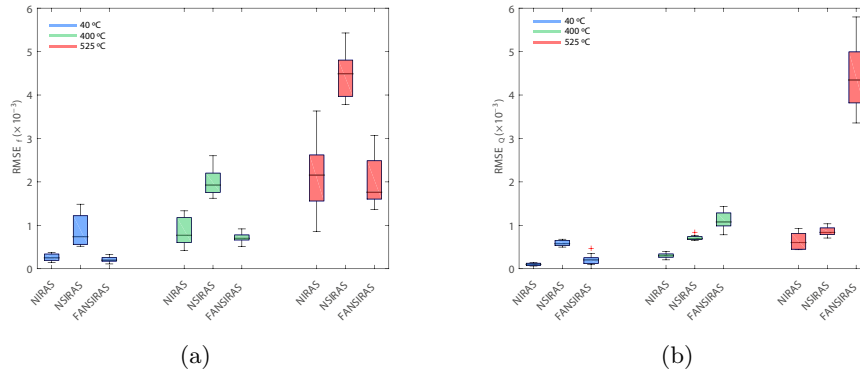 6
5
4
3
2
1
0
RMSE f (×10⁻³)
40 ºC
400 ºC
525 ºC
NIRAS NSIRAS FANSIRAS NIRAS NSIRAS FANSIRAS NIRAS NSIRAS FANSIRAS
(a)
6
5
4
3
2
1
0
RMSE Q (×10⁻³)
40 ºC
400 ºC
525 ºC
NIRAS NSIRAS FANSIRAS NIRAS NSIRAS FANSIRAS NIRAS NSIRAS FANSIRAS
(b)